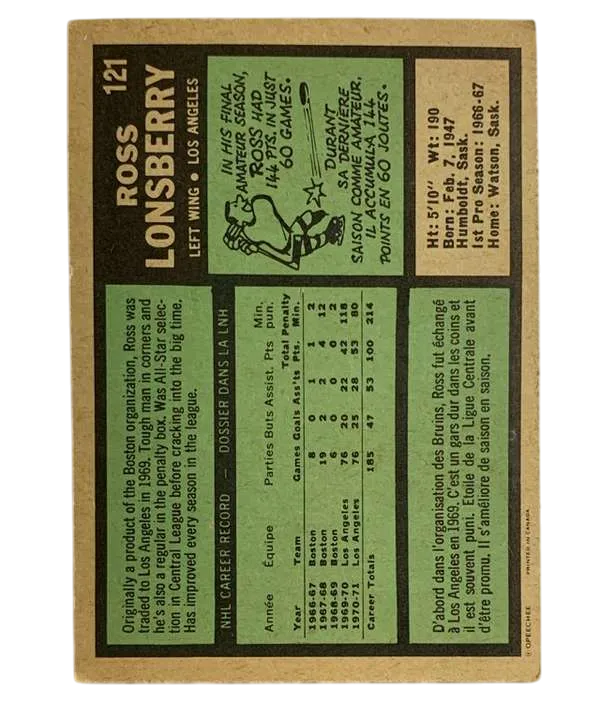 121
ROSS
LONSBERRY
LEFT WING • LOS ANGELES
IN HIS FINAL
AMATEUR SEASON,
ROSS HAD
144 PTS. IN JUST
60 GAMES.
DURANT
SA DERNIÈRE
SAISON COMME AMATEUR,
IL ACCUMULA 144
POINTS EN 60 JOUTES.
Ht: 5'10" Wt: 190
Born: Feb. 7, 1947
Humboldt, Sask.
1st Pro Season: 1966-67
Home: Watson, Sask.
Originally a product of the Boston organization, Ross was
traded to Los Angeles in 1969. Tough man in corners and
he's also a regular in the penalty box. Was All-Star selec-
tion in Central League before cracking into the big time.
Has improved every season in the league.
NHL CAREER RECORD — DOSSIER DANS LA LNH
Année Équipe Parties Buts Assist. Pts Min. pun.
Year Team Games Goals Ass'ts Total Pts. Penalty Min.
1966-67 Boston 8 0 1 1 2
1967-68 Boston 19 2 2 4 12
1968-69 Boston 6 0 0 0 2
1969-70 Los Angeles 76 20 22 42 118
1970-71 Los Angeles 76 25 28 53 80
Career Totals 185 47 53 100 214
D'abord dans l'organisation des Bruins, Ross fut échangé
à Los Angeles en 1969. C'est un gars dur dans les coins et
il est souvent puni. Etoile de la Ligue Centrale avant
d'être promu. Il s'améliore de saison en saison.
© OPEECHEE PRINTED IN CANADA